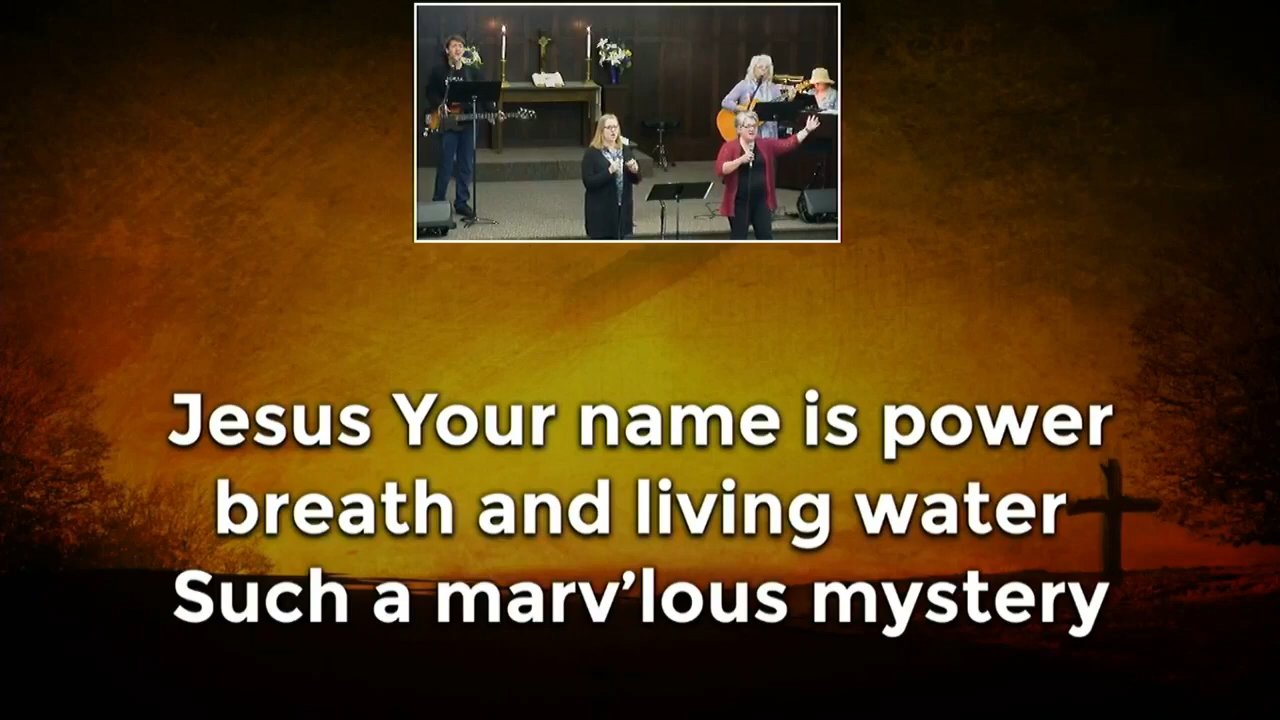 Jesus Your name is power
breath and living water
Such a marv’lous mystery